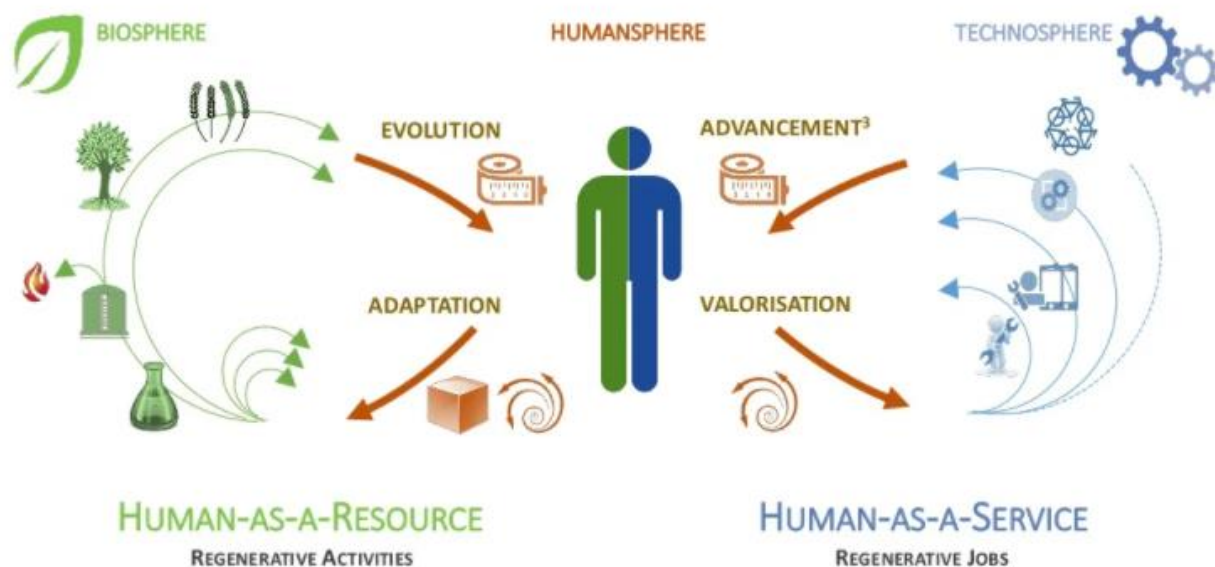 BIOSPHERE
HUMANSPHERE
TECHNOSPHERE
EVOLUTION
ADVANCEMENT³
ADAPTATION
VALORISATION
HUMAN-AS-A-RESOURCE
REGENERATIVE ACTIVITIES
HUMAN-AS-A-SERVICE
REGENERATIVE JOBS